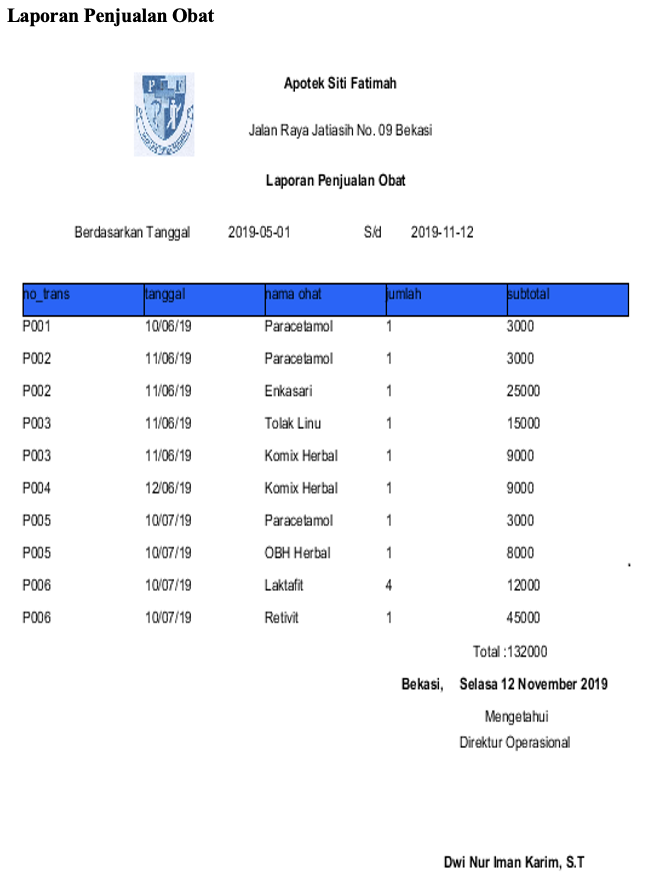 Laporan Penjualan Obat
Apotek Siti Fatimah
Jalan Raya Jatiasih No. 09 Bekasi
Laporan Penjualan Obat
Berdasarkan Tanggal 2019-05-01 S/d 2019-11-12
no_trans tanggal nama obat jumlah subtotal
P001 10/06/19 Paracetamol 1 3000
P002 11/06/19 Paracetamol 1 3000
P002 11/06/19 Enkasari 1 25000
P003 11/06/19 Tolak Linu 1 15000
P003 11/06/19 Komix Herbal 1 9000
P004 12/06/19 Komix Herbal 1 9000
P005 10/07/19 Paracetamol 1 3000
P005 10/07/19 OBH Herbal 1 8000
P006 10/07/19 Laktafit 4 12000
P006 10/07/19 Retivit 1 45000
Total :132000
Bekasi, Selasa 12 November 2019
Mengetahui
Direktur Operasional
Dwi Nur Iman Karim, S.T